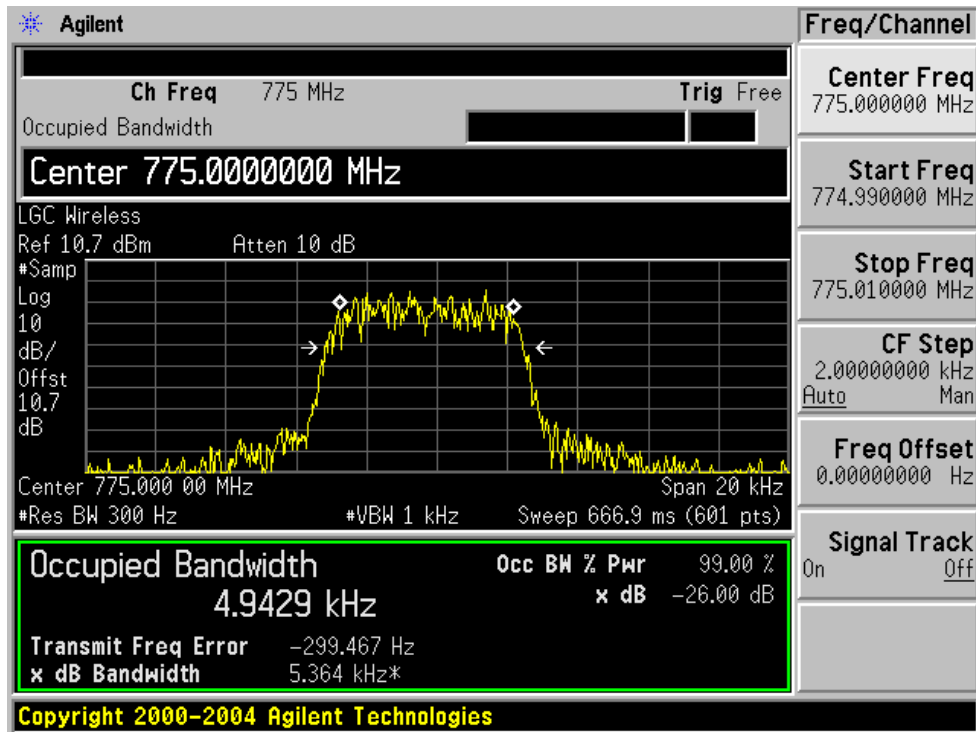 Agilent
Freq/Channel
Ch Freq 775 MHz Trig Free
Occupied Bandwidth
Center 775.0000000 MHz
LGC Wireless
Ref 10.7 dBm Atten 10 dB
#Samp
Log
10
dB/
Offst
10.7
dB
Center 775.000 00 MHz Span 20 kHz
#Res BW 300 Hz #VBW 1 kHz Sweep 666.9 ms (601 pts)
Occupied Bandwidth
4.9429 kHz
Occ BW % Pwr 99.00 %
x dB -26.00 dB
Transmit Freq Error -299.467 Hz
x dB Bandwidth 5.364 kHz*
Copyright 2000-2004 Agilent Technologies
Center Freq
775.000000 MHz
Start Freq
774.990000 MHz
Stop Freq
775.010000 MHz
CF Step
2.00000000 kHz
Auto Man
Freq Offset
0.00000000 Hz
Signal Track
On Off